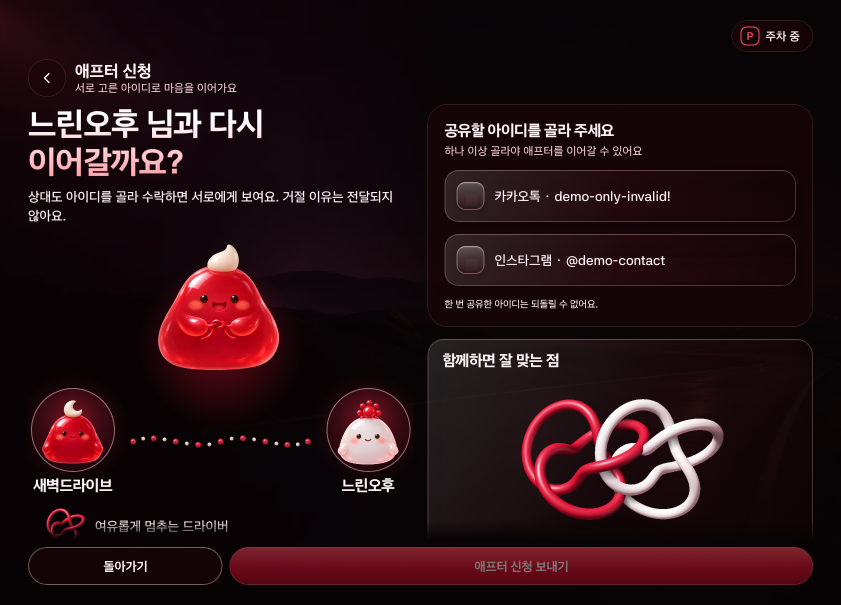 P 주차 중
애프터 신청
서로 고른 아이디로 마음을 이어가요
느린오후 님과 다시
이어갈까요?
상대도 아이디를 골라 수락하면 서로에게 보여요. 거절 이유는 전달되지
않아요.
새벽드라이브
느린오후
여유롭게 멈추는 드라이버
공유할 아이디를 골라 주세요
하나 이상 골라야 애프터를 이어갈 수 있어요
카카오톡 · demo-only-invalid!
인스타그램 · @demo-contact
한 번 공유한 아이디는 되돌릴 수 없어요.
함께하면 잘 맞는 점
돌아가기
애프터 신청 보내기